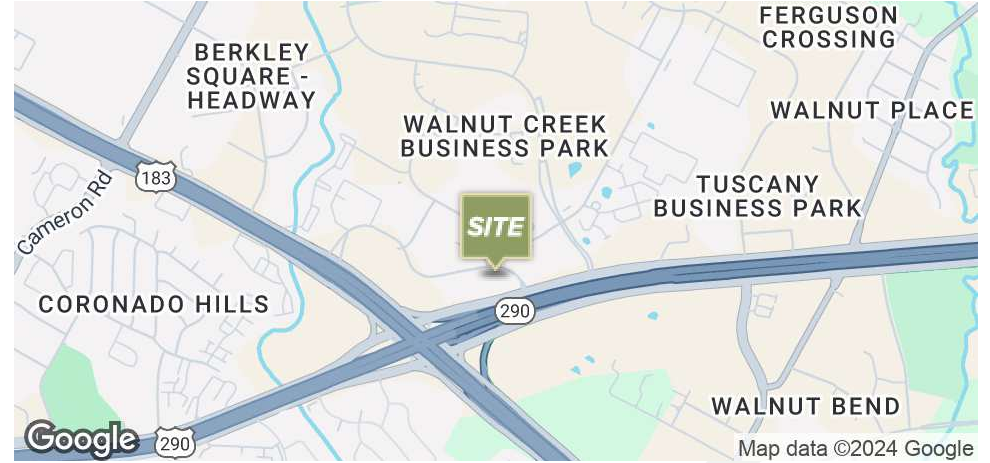 FERGUSON
CROSSING
BERKLEY
SQUARE -
HEADWAY
WALNUT PLACE
WALNUT CREEK
BUSINESS PARK
183
TUSCANY
BUSINESS PARK
Cameron Rd
SITE
CORONADO HILLS
290
WALNUT BEND
Google
290
Map data ©2024 Google